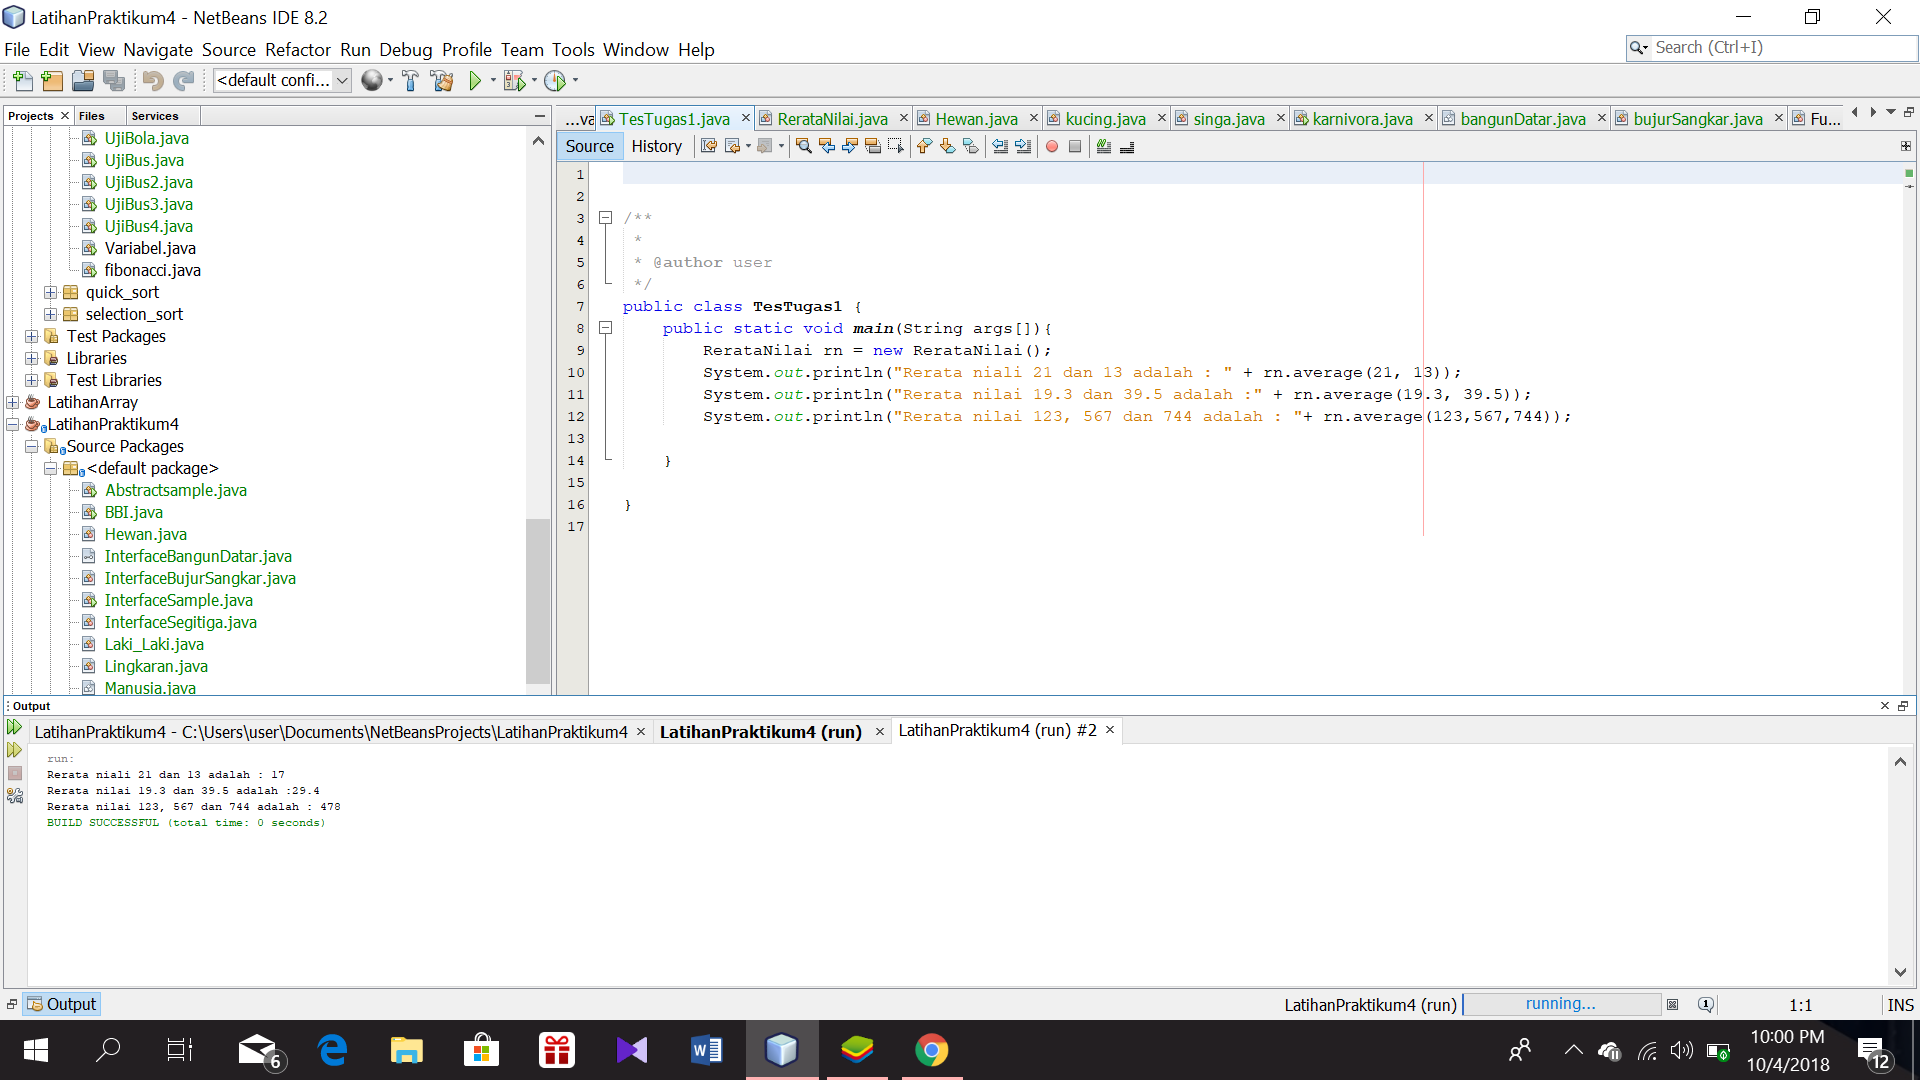 LatihanPraktikum4 - NetBeans IDE 8.2
File Edit View Navigate Source Refactor Run Debug Profile Team Tools Window Help
Search (Ctrl+I)
<default confi...
Projects
Files
Services
UjiBola.java
UjiBus.java
UjiBus2.java
UjiBus3.java
UjiBus4.java
Variabel.java
fibonacci.java
quick_sort
selection_sort
Test Packages
Libraries
Test Libraries
LatihanArray
LatihanPraktikum4
Source Packages
<default package>
Abstractsample.java
BBI.java
Hewan.java
InterfaceBangunDatar.java
InterfaceBujurSangkar.java
InterfaceSample.java
InterfaceSegitiga.java
Laki_Laki.java
Lingkaran.java
Manusia.java
...va TesTugas1.java RerataNilai.java Hewan.java kucing.java singa.java karnivora.java bangunDatar.java bujurSangkar.java Fu...
Source History
1
2
3 /**
4 *
5 * @author user
6 */
7 public class TesTugas1 {
8 public static void main(String args[]){
9 RerataNilai rn = new RerataNilai();
10 System.out.println("Rerata niali 21 dan 13 adalah : " + rn.average(21, 13));
11 System.out.println("Rerata nilai 19.3 dan 39.5 adalah :" + rn.average(19.3, 39.5));
12 System.out.println("Rerata nilai 123, 567 dan 744 adalah : "+ rn.average(123,567,744));
13
14 }
15
16 }
17
Output
LatihanPraktikum4 - C:\Users\user\Documents\NetBeansProjects\LatihanPraktikum4
LatihanPraktikum4 (run)
LatihanPraktikum4 (run) #2
run:
Rerata niali 21 dan 13 adalah : 17
Rerata nilai 19.3 dan 39.5 adalah :29.4
Rerata nilai 123, 567 dan 744 adalah : 478
BUILD SUCCESSFUL (total time: 0 seconds)
Output
LatihanPraktikum4 (run)
running...
1:1
INS
6
10:00 PM
10/4/2018
12